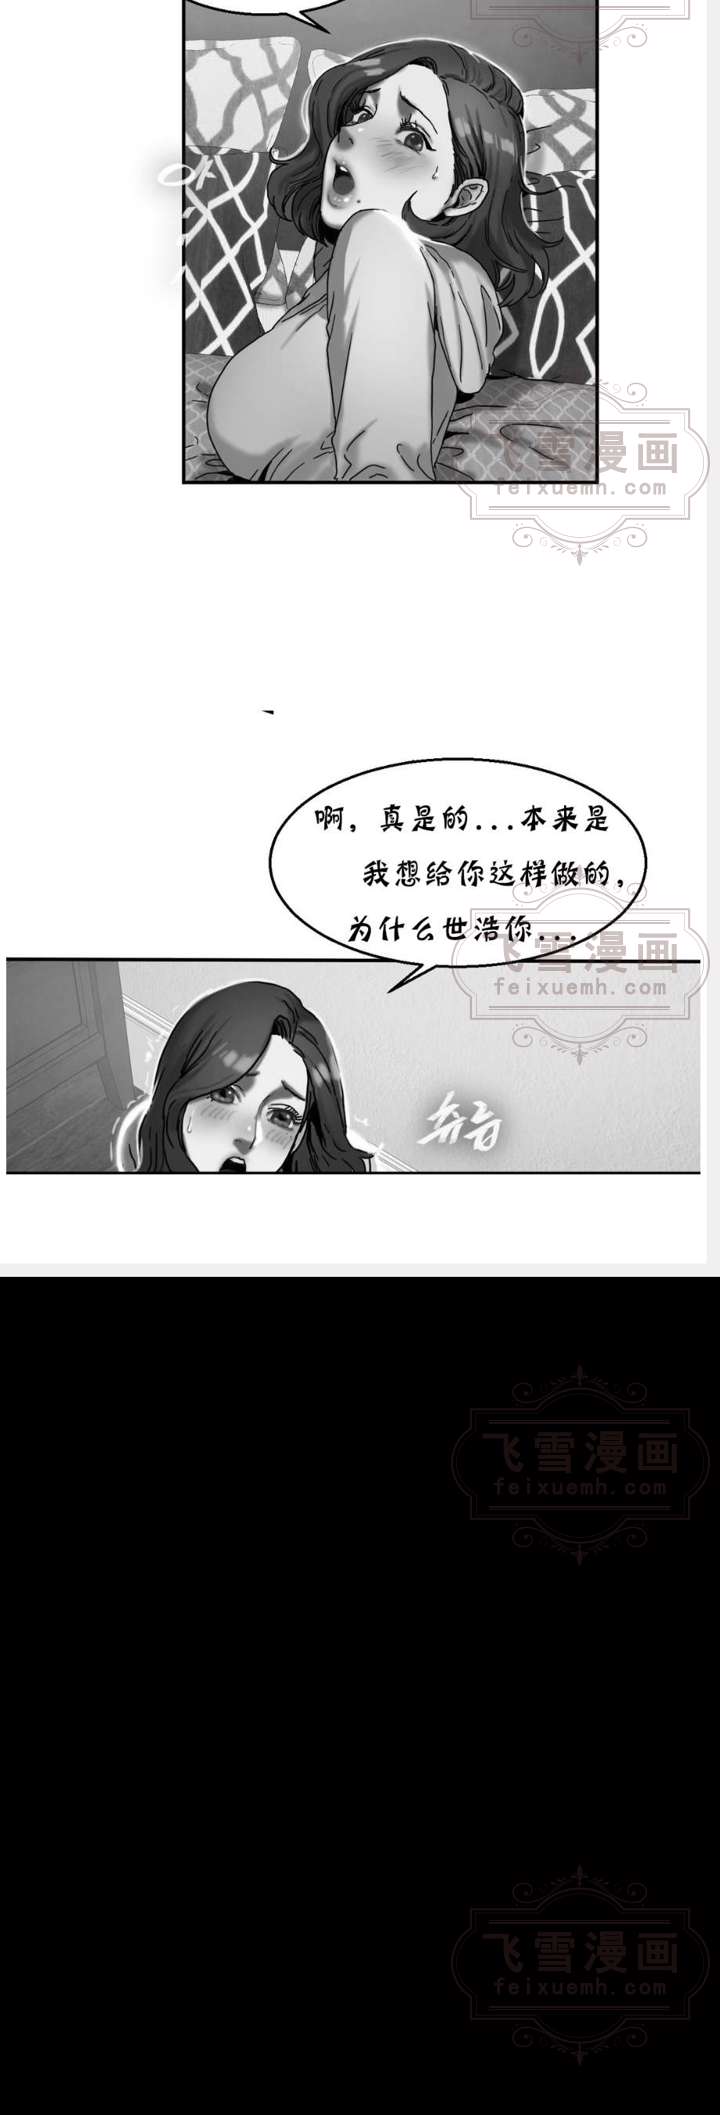 아
飞雪漫画
feixuemh.com
啊，真是的...本来是
我想给你这样做的，
为什么世浩你...
飞雪漫画
feixuemh.com
飞雪漫画
feixuemh.com
飞雪漫画
feixuemh.com